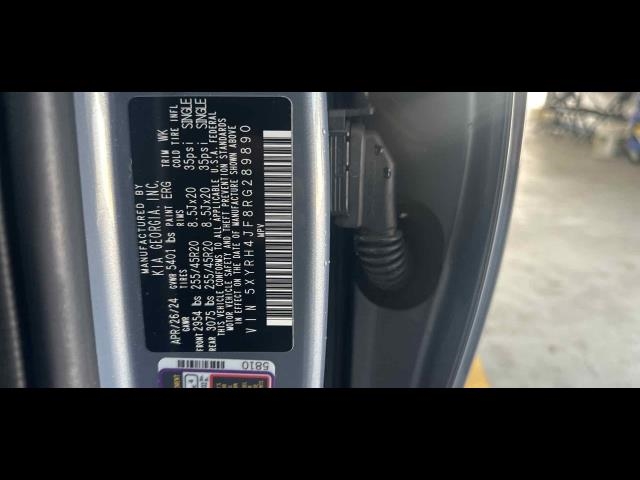 MANUFACTURED BY
KIA GEORGIA, INC.
APR/26/24 GVWR 5401 lbs PAINT ERG TRIM WK
GAWR RIMS COLD TIRE INFL
FRONT 2954 lbs 255/45R20 8.5Jx20 35psi SINGLE
REAR 3075 lbs 255/45R20 8.5Jx20 35psi SINGLE
THIS VEHICLE CONFORMS TO ALL APPLICABLE U.S.A. FEDERAL
MOTOR VEHICLE SAFETY AND THEFT PREVENTION STANDARDS
IN EFFECT ON THE DATE OF MANUFACTURE SHOWN ABOVE
VIN 5XYRH4JF8RG289890
MPV
5810